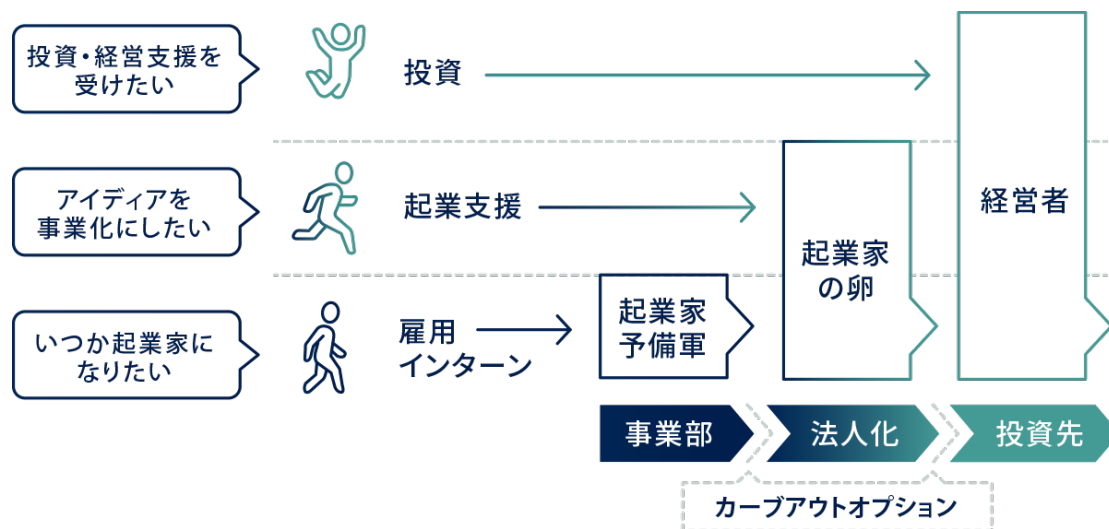 投資・経営支援を
受けたい
投資
アイディアを
事業化にしたい
起業支援
いつか起業家に
なりたい
雇用
インターン
起業家
予備軍
起業家
の卵
経営者
事業部
法人化
投資先
カーブアウトオプション